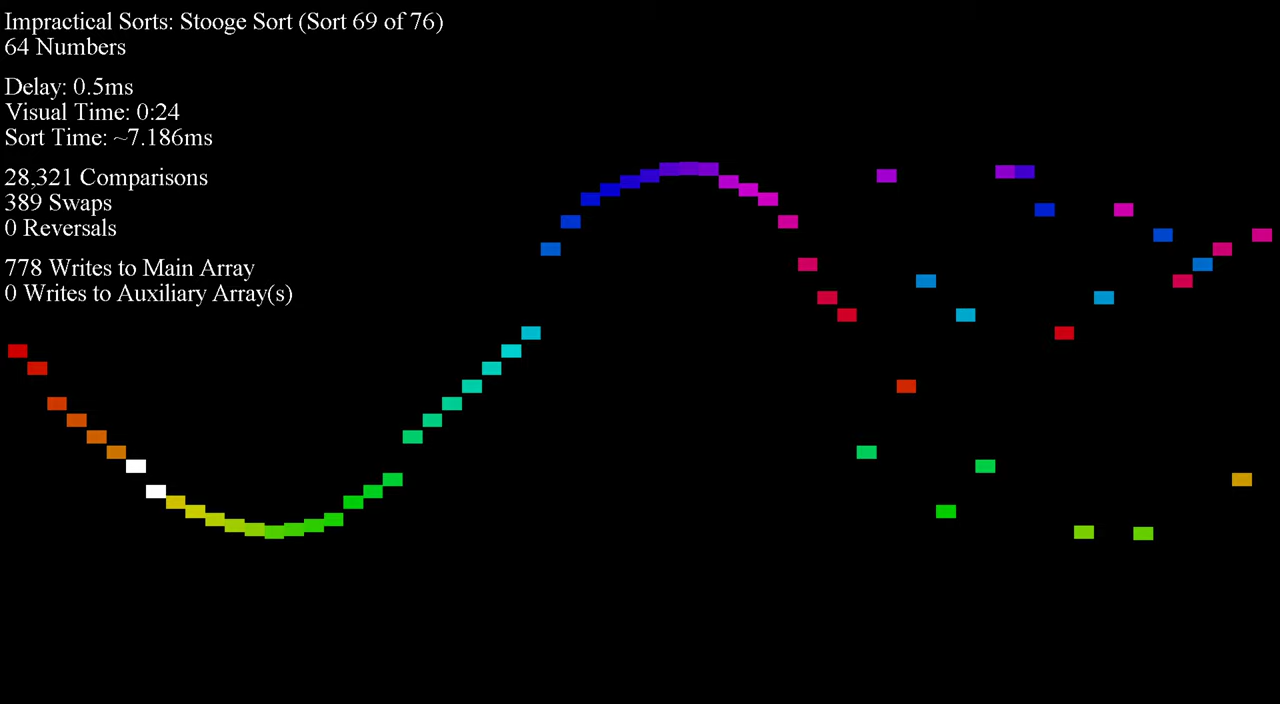 Impractical Sorts: Stooge Sort (Sort 69 of 76)
64 Numbers
Delay: 0.5ms
Visual Time: 0:24
Sort Time: ~7.186ms
28,321 Comparisons
389 Swaps
0 Reversals
778 Writes to Main Array
0 Writes to Auxiliary Array(s)